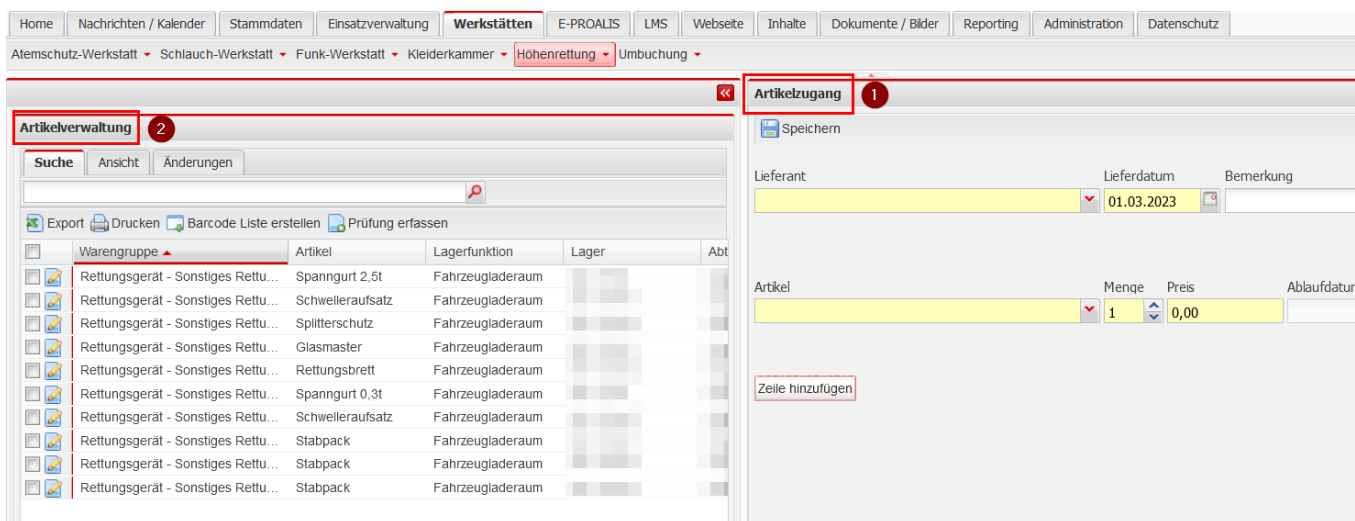 Home Nachrichten / Kalender Stammdaten Einsatzverwaltung Werkstätten E-PROALIS LMS Webseite Inhalte Dokumente / Bilder Reporting Administration Datenschutz
Atemschutz-Werkstatt Schlauch-Werkstatt Funk-Werkstatt Kleiderkammer Höhenrettung Umbuchung
Artikelverwaltung 2
Suche Ansicht Änderungen
Export Drucken Barcode Liste erstellen Prüfung erfassen
Warengruppe Artikel Lagerfunktion Lager Abt
Rettungsgerät - Sonstiges Rettu... Spanngurt 2,5t Fahrzeugladeraum
Rettungsgerät - Sonstiges Rettu... Schwelleraufsatz Fahrzeugladeraum
Rettungsgerät - Sonstiges Rettu... Splitterschutz Fahrzeugladeraum
Rettungsgerät - Sonstiges Rettu... Glasmaster Fahrzeugladeraum
Rettungsgerät - Sonstiges Rettu... Rettungsbrett Fahrzeugladeraum
Rettungsgerät - Sonstiges Rettu... Spanngurt 0,3t Fahrzeugladeraum
Rettungsgerät - Sonstiges Rettu... Schwelleraufsatz Fahrzeugladeraum
Rettungsgerät - Sonstiges Rettu... Stabpack Fahrzeugladeraum
Rettungsgerät - Sonstiges Rettu... Stabpack Fahrzeugladeraum
Rettungsgerät - Sonstiges Rettu... Stabpack Fahrzeugladeraum
Artikelzugang 1
Speichern
Lieferant Lieferdatum Bemerkung
01.03.2023
Artikel Menge Preis Ablaufdatum
1 0,00
Zeile hinzufügen